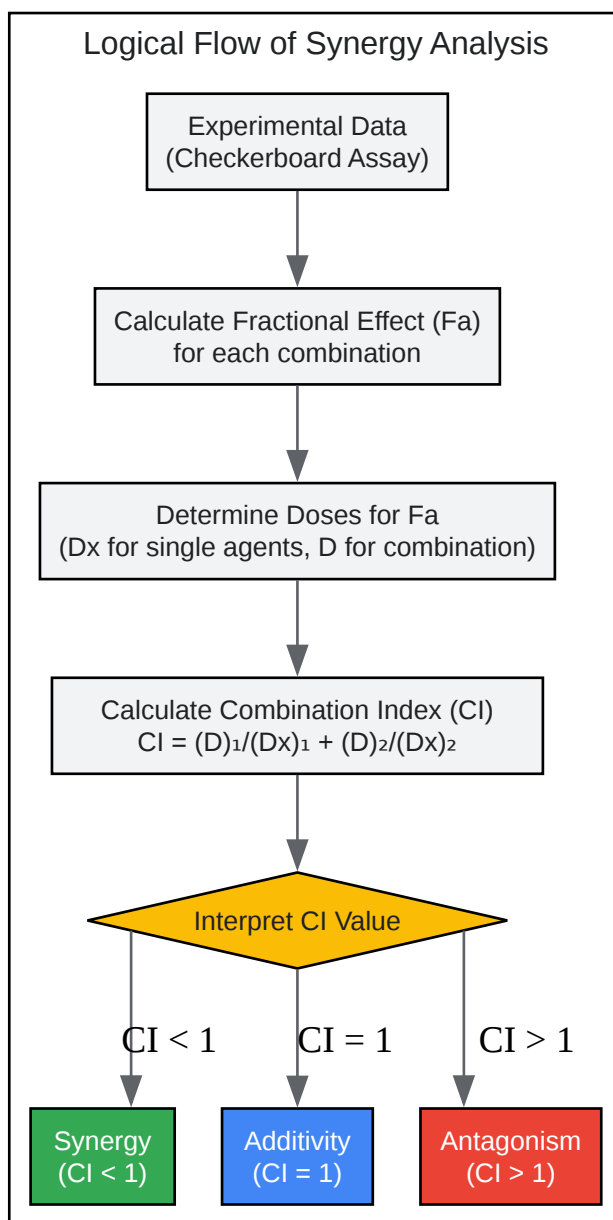 Logical Flow of Synergy Analysis
Experimental Data
(Checkerboard Assay)
Calculate Fractional Effect (Fa)
for each combination
Determine Doses for Fa
(Dx for single agents, D for combination)
Calculate Combination Index (CI)
CI = (D)₁/(Dx)₁ + (D)₂/(Dx)₂
Interpret CI Value
CI < 1
CI = 1
CI > 1
Synergy
(CI < 1)
Additivity
(CI = 1)
Antagonism
(CI > 1)